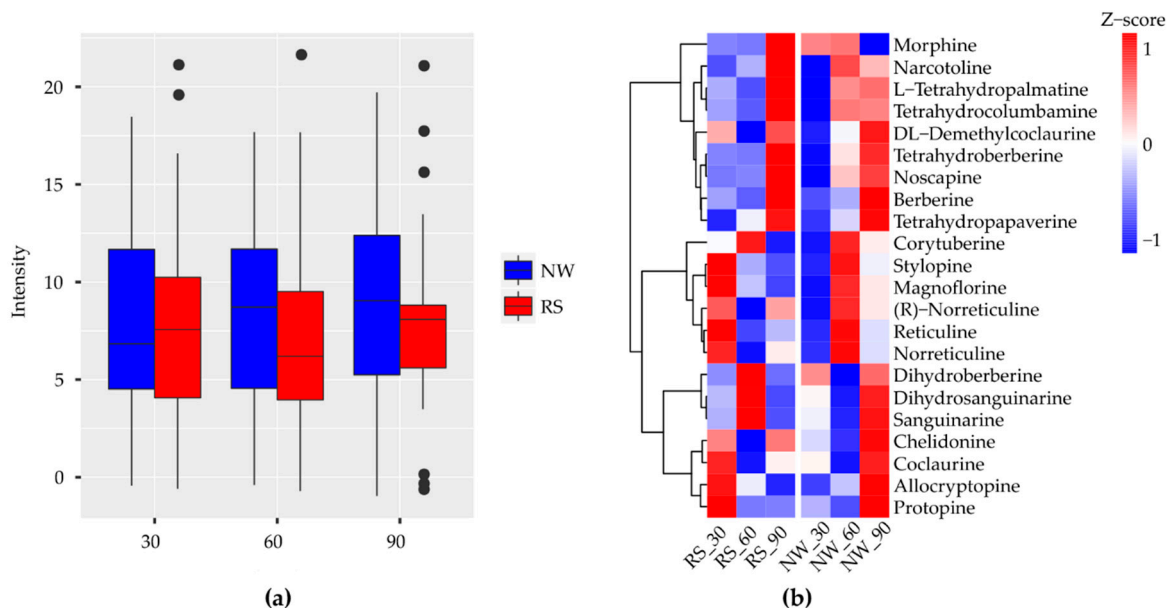 20
15
10
5
0
Intensity
30
60
90
NW
RS
(a)
Z−score
1
0
−1
Morphine
Narcotoline
L−Tetrahydropalmatine
Tetrahydrocolumbamine
DL−Demethylcoclaurine
Tetrahydroberberine
Noscapine
Berberine
Tetrahydropapaverine
Corytuberine
Stylopine
Magnoflorine
(R)−Norreticuline
Reticuline
Norreticuline
Dihydroberberine
Dihydrosanguinarine
Sanguinarine
Chelidonine
Coclaurine
Allocryptopine
Protopine
RS_30
RS_60
RS_90
NW_30
NW_60
NW_90
(b)